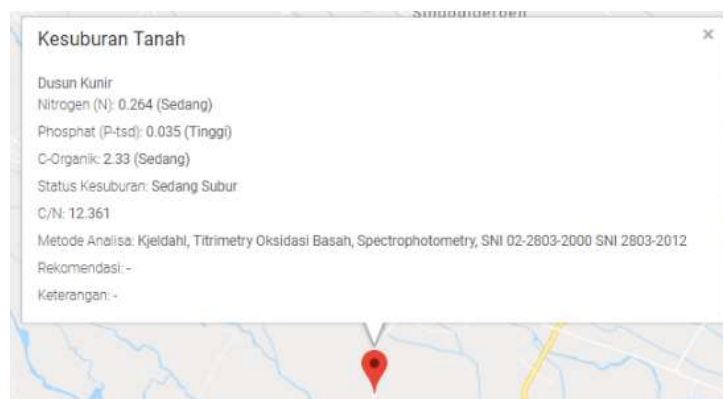 Kesuburan Tanah
×
Dusun Kunir
Nitrogen (N): 0.264 (Sedang)
Phosphat (P-tsd): 0.035 (Tinggi)
C-Organik: 2.33 (Sedang)
Status Kesuburan: Sedang Subur
C/N: 12.361
Metode Analisa: Kjeldahl, Titrimetry Oksidasi Basah, Spectrophotometry, SNI 02-2803-2000 SNI 2803-2012
Rekomendasi: -
Keterangan: -